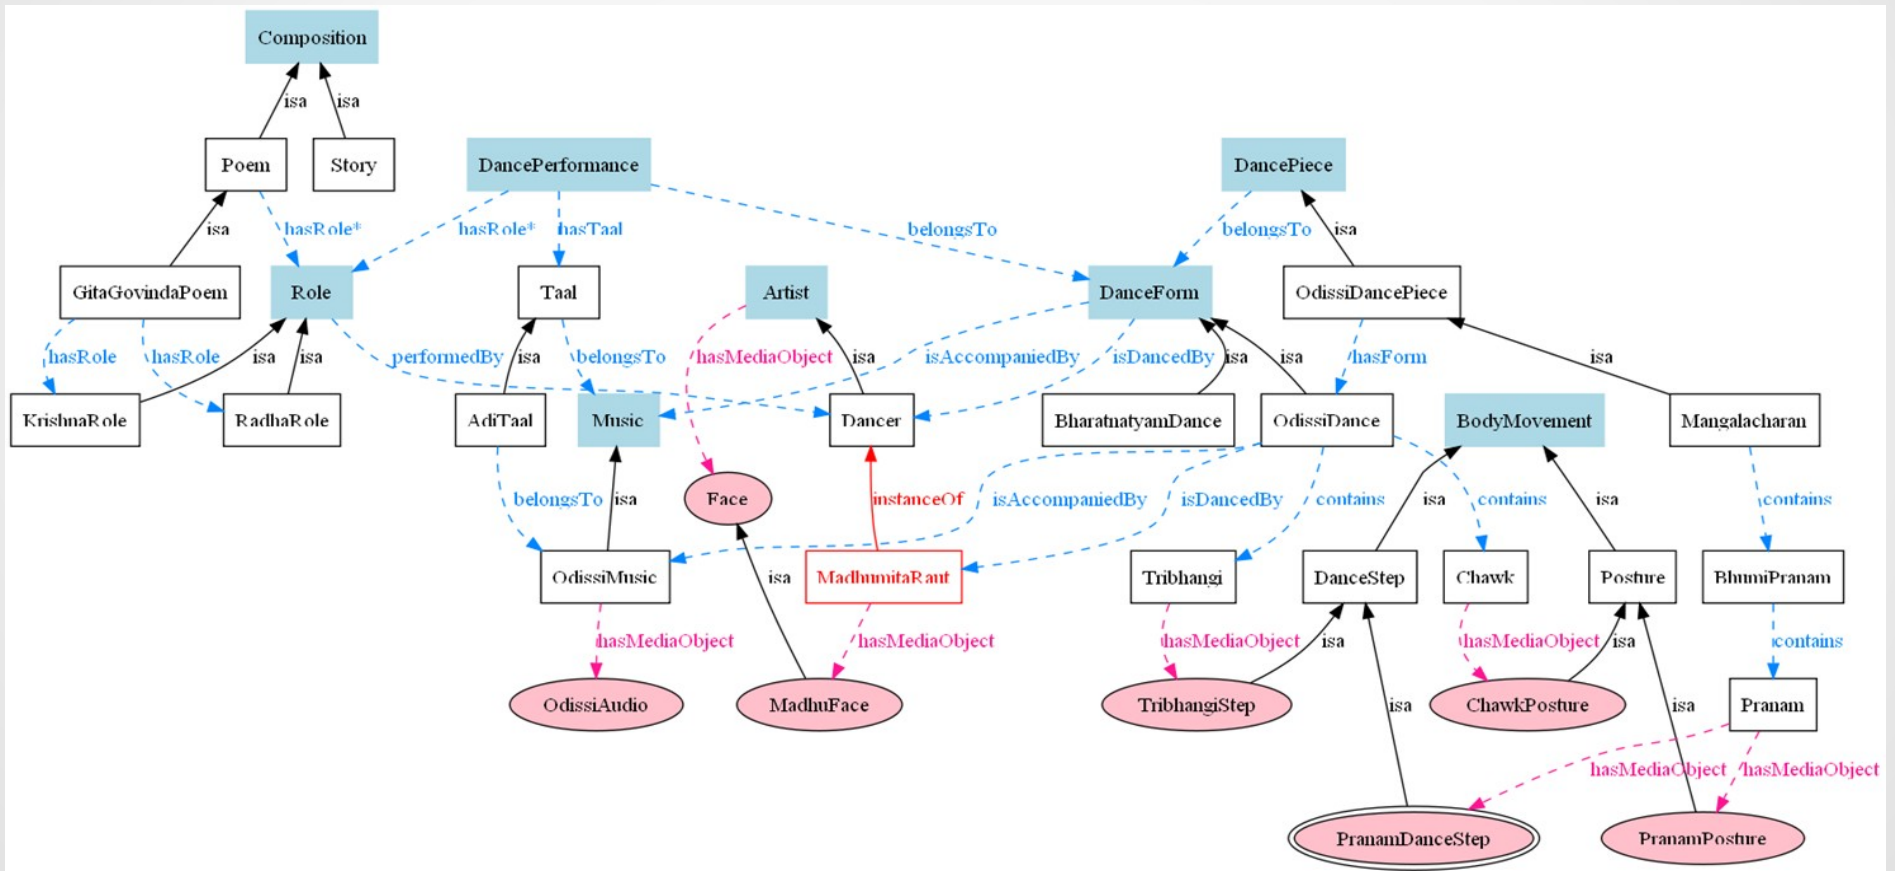 Composition
isa
isa
Poem
Story
DancePerformance
DancePiece
isa
hasRole*
hasRole*
hasTaal
belongsTo
belongsTo
isa
GitaGovindaPoem
Role
Taal
Artist
DanceForm
OdissiDancePiece
hasRole
hasRole
isa
isa
performedBy
isa
belongsTo
hasMediaObject
isa
isAccompaniedBy
isDancedBy
isa
isa
hasForm
isa
KrishnaRole
RadhaRole
AdiTaal
Music
Dancer
BharatnatyamDance
OdissiDance
BodyMovement
Mangalacharan
belongsTo
isa
Face
instanceOf
isAccompaniedBy
isDancedBy
contains
isa
contains
isa
contains
OdissiMusic
isa
MadhumitaRaut
Tribhangi
DanceStep
Chawk
Posture
BhumiPranam
hasMediaObject
hasMediaObject
hasMediaObject
isa
hasMediaObject
isa
contains
OdissiAudio
MadhuFace
TribhangiStep
isa
ChawkPosture
isa
Pranam
hasMediaObject
hasMediaObject
PranamDanceStep
PranamPosture